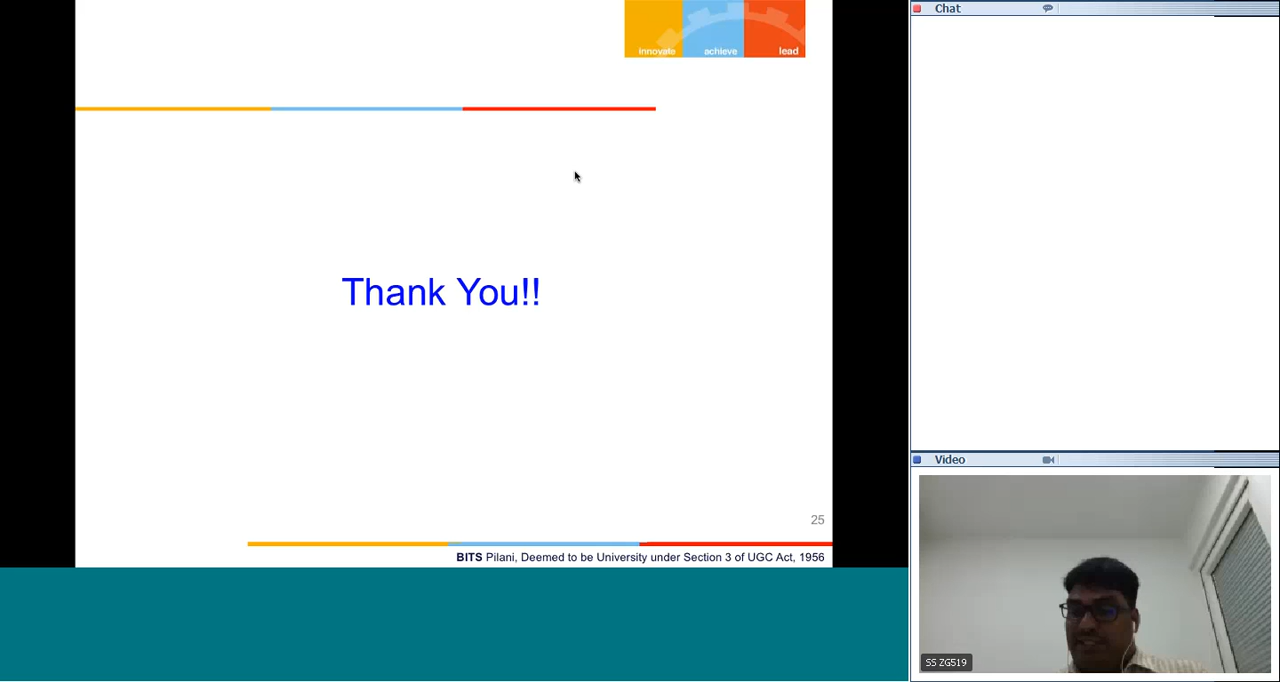 innovate achieve lead
Thank You!!
25
BITS Pilani, Deemed to be University under Section 3 of UGC Act, 1956
Chat
Video
SS ZG519